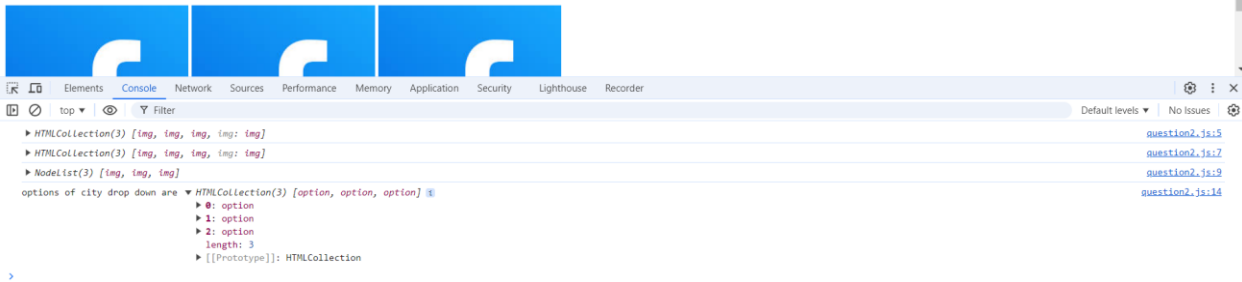 Elements Console Network Sources Performance Memory Application Security Lighthouse Recorder
top ▼ Filter Default levels ▼ No Issues
▶ HTMLCollection(3) [img, img, img, img: img] question2.js:5
▶ HTMLCollection(3) [img, img, img, img: img] question2.js:7
▶ NodeList(3) [img, img, img] question2.js:9
options of city drop down are ▼ HTMLCollection(3) [option, option, option] i question2.js:14
▶ 0: option
▶ 1: option
▶ 2: option
length: 3
▶ [[Prototype]]: HTMLCollection
>